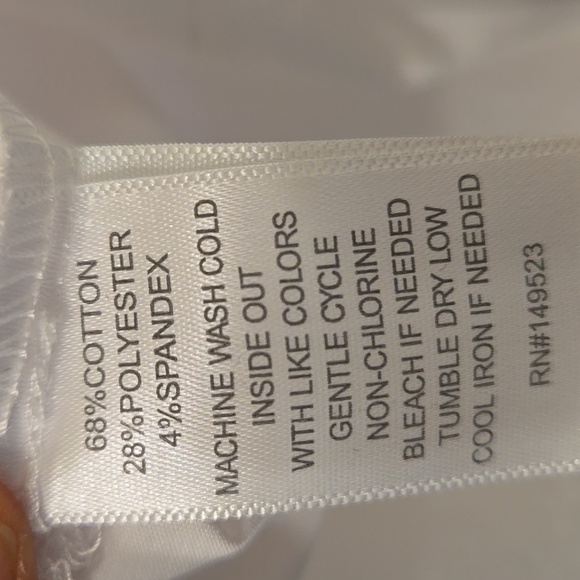 68%COTTON
28%POLYESTER
4%SPANDEX
MACHINE WASH COLD
INSIDE OUT
WITH LIKE COLORS
GENTLE CYCLE
NON-CHLORINE
BLEACH IF NEEDED
TUMBLE DRY LOW
COOL IRON IF NEEDED
RN#149523